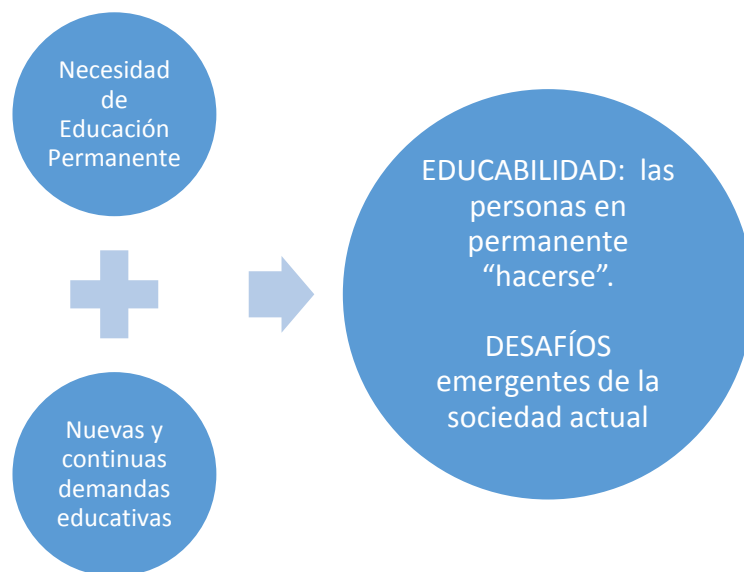 Necesidad
de
Educación
Permanente
EDUCABILIDAD: las
personas en
permanente
“hacerse”.
DESAFÍOS
emergentes de la
sociedad actual
Nuevas y
continuas
demandas
educativas